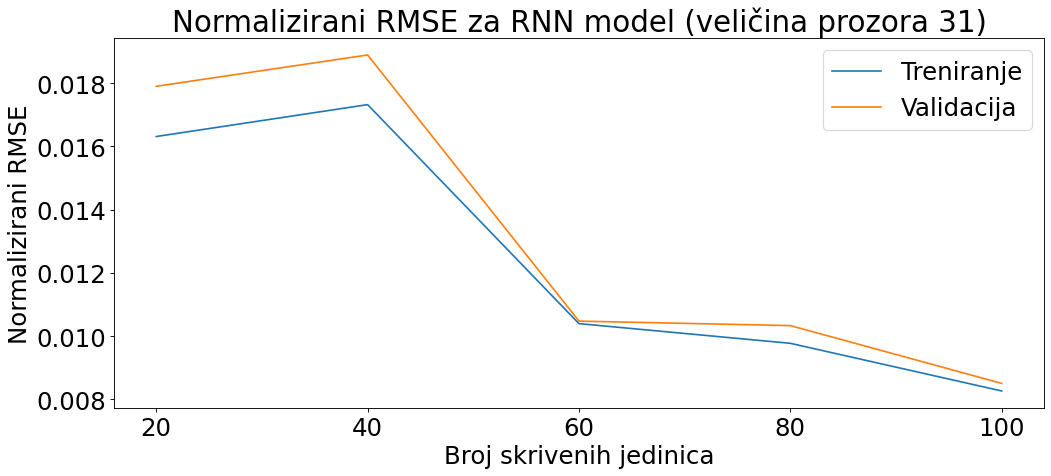 Normalizirani RMSE za RNN model (veličina prozora 31)
Treniranje
Validacija
Normalizirani RMSE
0.018
0.016
0.014
0.012
0.010
0.008
20 40 60 80 100
Broj skrivenih jedinica